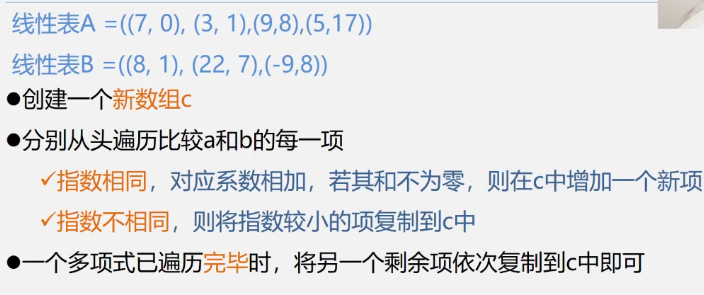 线性表A =((7, 0), (3, 1),(9,8),(5,17))
线性表B =((8, 1), (22, 7),(-9,8))
●创建一个新数组c
●分别从头遍历比较a和b的每一项
✓指数相同，对应系数相加，若其和不为零，则在c中增加一个新项
✓指数不相同，则将指数较小的项复制到c中
●一个多项式已遍历完毕时，将另一个剩余项依次复制到c中即可